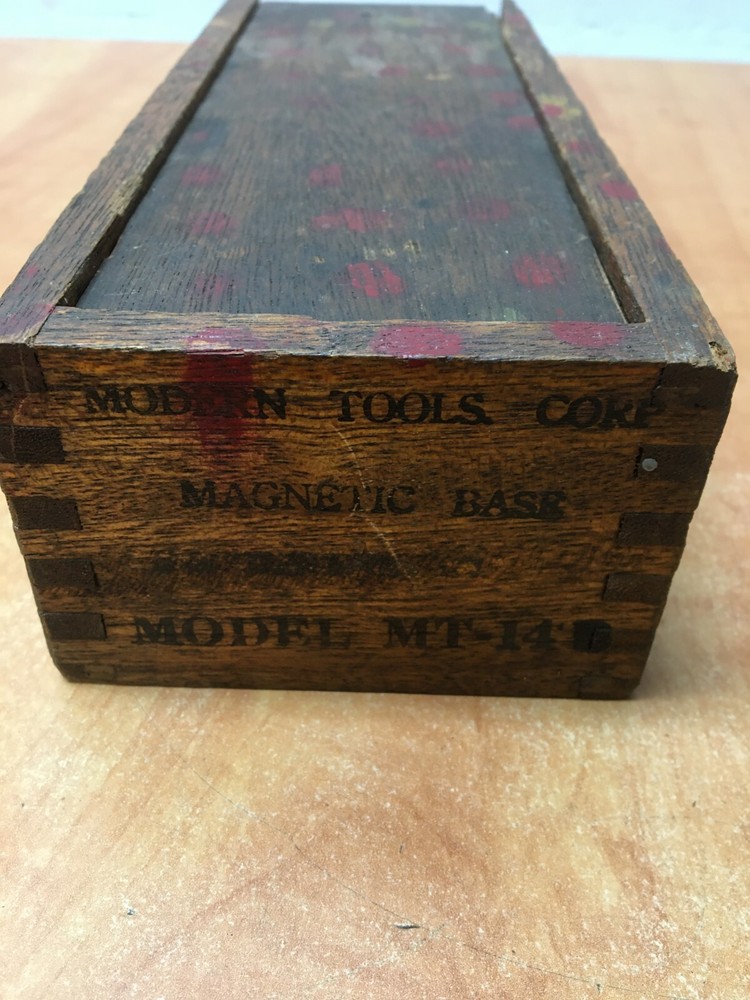 MODERN TOOLS CORP
MAGNETIC BASE
MODEL MT-14